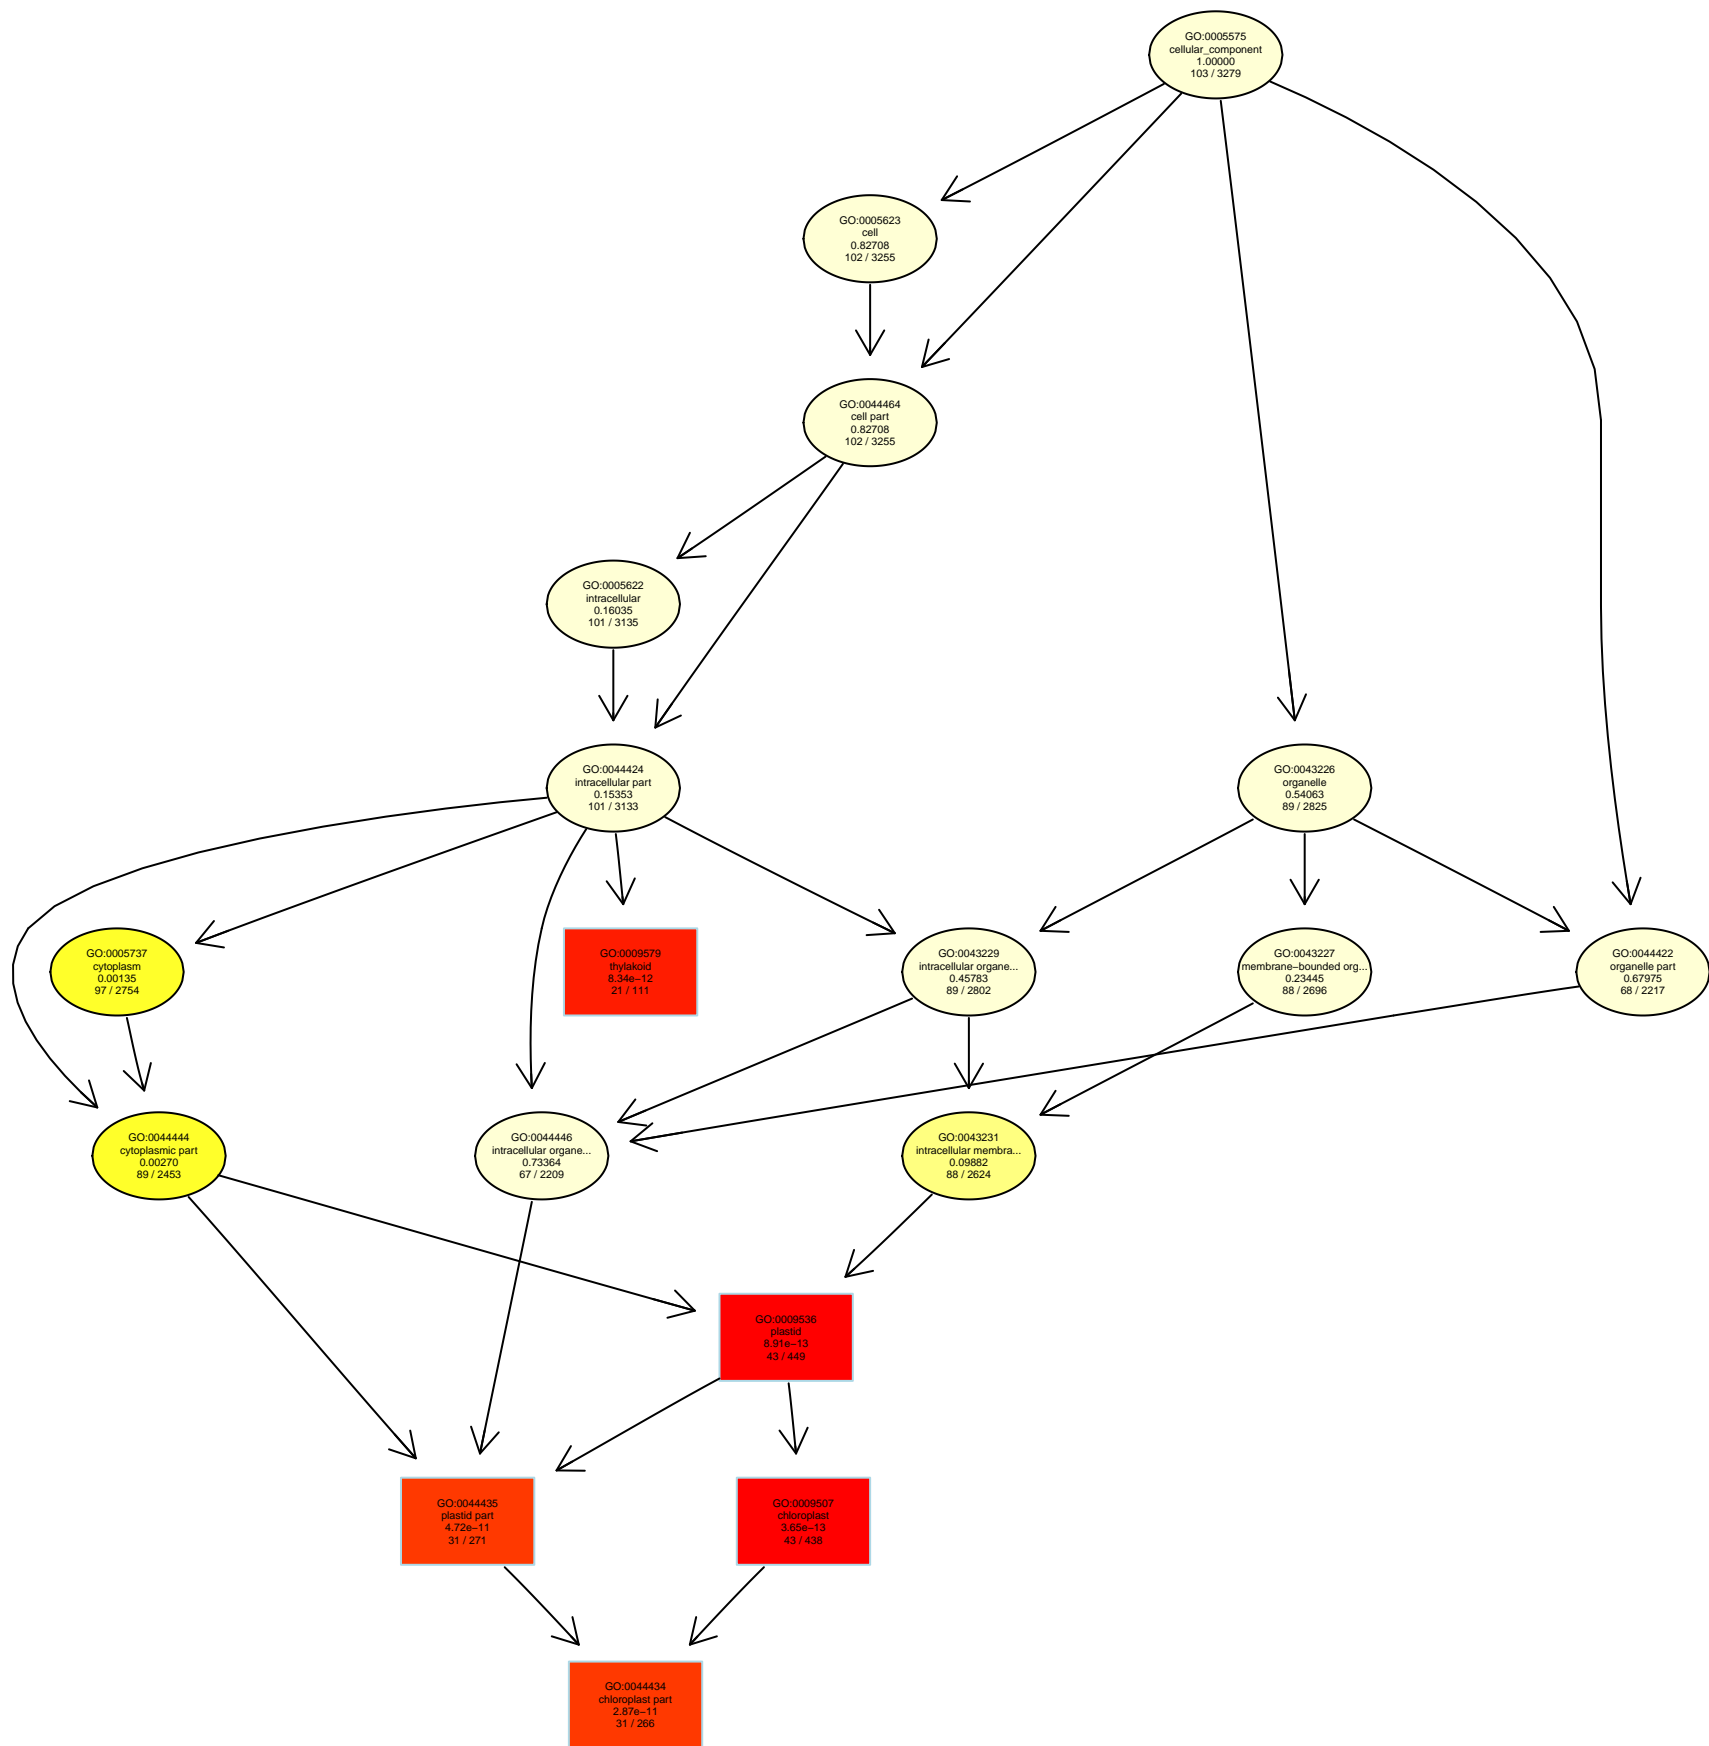 GO:0005575
cellular_component
1.00000
103 / 3279
GO:0005623
cell
0.82708
102 / 3255
GO:0044464
cell part
0.82708
102 / 3255
GO:0005622
intracellular
0.16035
101 / 3135
GO:0044424
intracellular part
0.15353
101 / 3133
GO:0043226
organelle
0.54063
89 / 2825
GO:0005737
cytoplasm
0.00135
97 / 2754
GO:0009579
thylakoid
8.34e−12
21 / 111
GO:0043229
intracellular organe...
0.45783
89 / 2802
GO:0043227
membrane−bounded org...
0.23445
88 / 2696
GO:0044422
organelle part
0.67975
68 / 2217
GO:0044444
cytoplasmic part
0.00270
89 / 2453
GO:0044446
intracellular organe...
0.73364
67 / 2209
GO:0043231
intracellular membra...
0.09882
88 / 2624
GO:0009536
plastid
8.91e−13
43 / 449
GO:0044435
plastid part
4.72e−11
31 / 271
GO:0009507
chloroplast
3.65e−13
43 / 438
GO:0044434
chloroplast part
2.87e−11
31 / 266